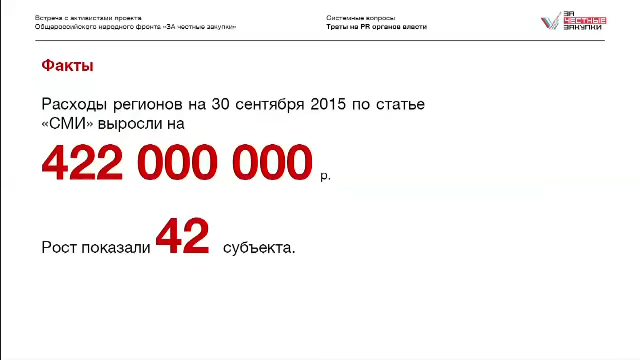 Встреча с активистами проекта
Общероссийского народного фронта «ЗА честные закупки»
Системные вопросы
Траты на PR органов власти
ЗА
ЧЕСТНЫЕ
ЗАКУПКИ
Факты
Расходы регионов на 30 сентября 2015 по статье
«СМИ» выросли на
422 000 000 р.
Рост показали 42 субъекта.